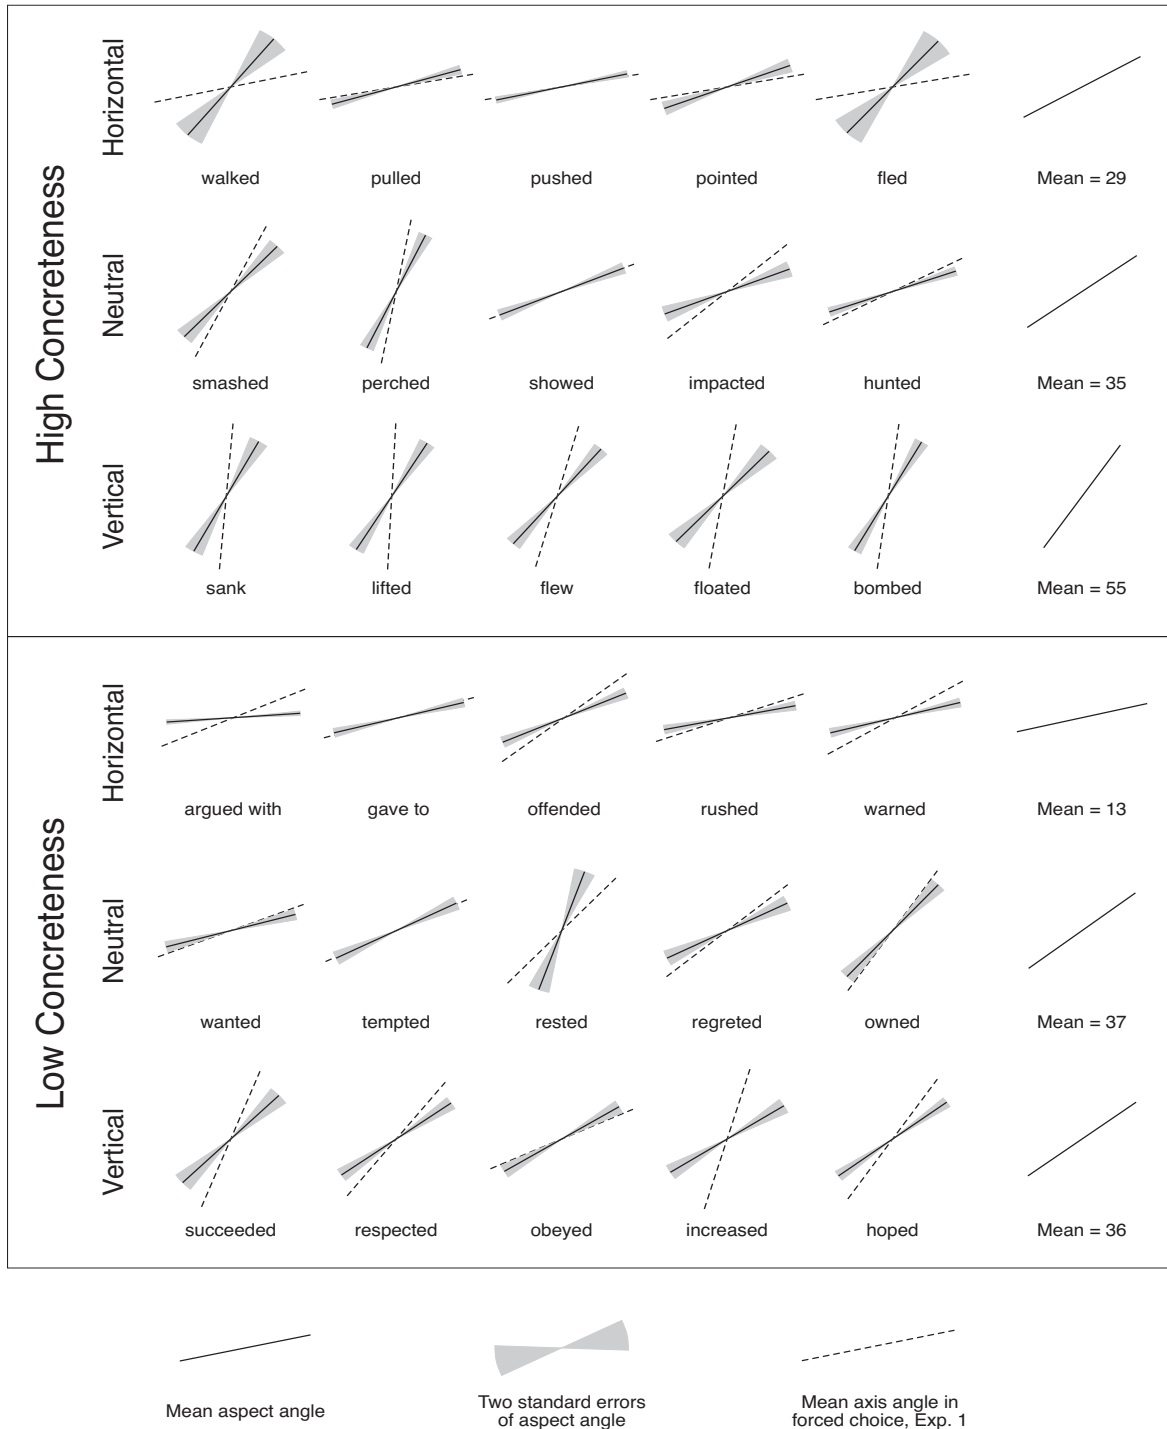 High Concreteness
Horizontal
walked pulled pushed pointed fled Mean = 29
Neutral
smashed perched showed impacted hunted Mean = 35
Vertical
sank lifted flew floated bombed Mean = 55
Low Concreteness
Horizontal
argued with gave to offended rushed warned Mean = 13
Neutral
wanted tempted rested regreted owned Mean = 37
Vertical
succeeded respected obeyed increased hoped Mean = 36
Mean aspect angle
Two standard errors
of aspect angle
Mean axis angle in
forced choice, Exp. 1